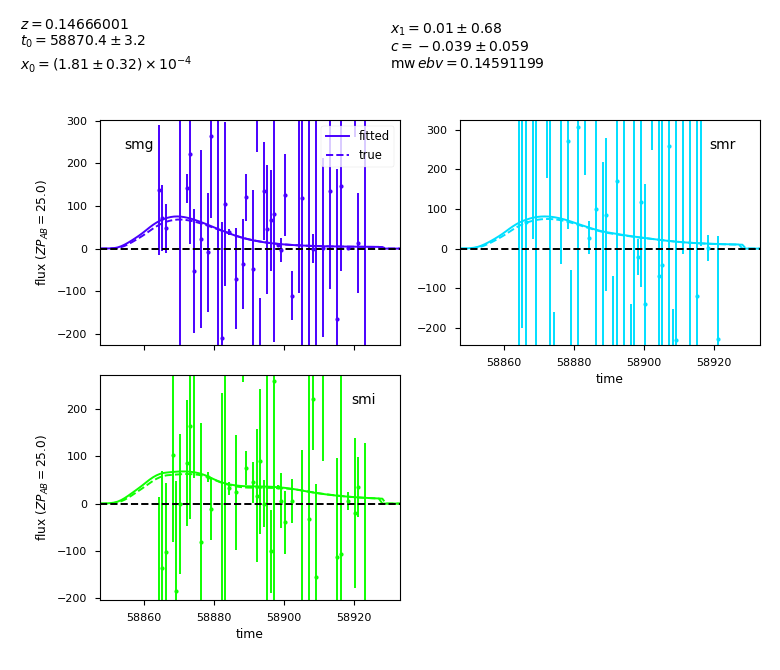 z = 0.14666001
t₀ = 58870.4 ± 3.2
x₀ = (1.81 ± 0.32) × 10⁻⁴
x₁ = 0.01 ± 0.68
c = −0.039 ± 0.059
mw ebv = 0.14591199
smg
fitted
true
flux (ZP_AB = 25.0)
300
200
100
0
−100
−200
smr
300
200
100
0
−100
−200
58860 58880 58900 58920
time
smi
flux (ZP_AB = 25.0)
200
100
0
−100
−200
58860 58880 58900 58920
time